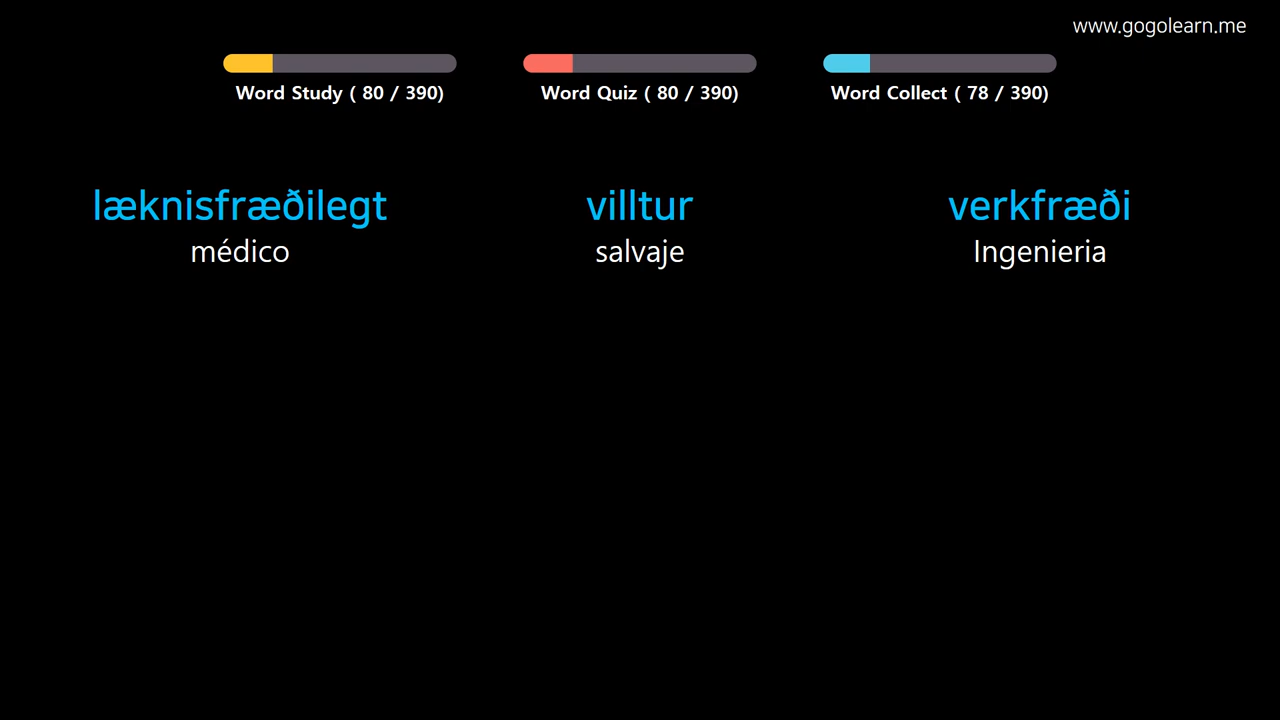 www.gogolearn.me
Word Study ( 80 / 390)
Word Quiz ( 80 / 390)
Word Collect ( 78 / 390)
læknisfræðilegt
médico
villtur
salvaje
verkfræði
Ingenieria